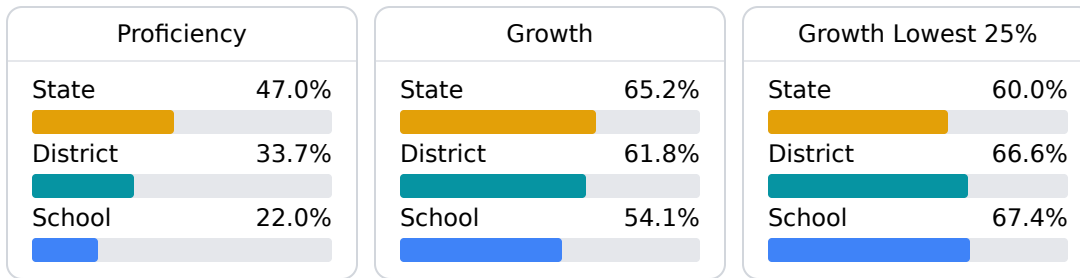 Proficiency
State 47.0%
District 33.7%
School 22.0%
Growth
State 65.2%
District 61.8%
School 54.1%
Growth Lowest 25%
State 60.0%
District 66.6%
School 67.4%